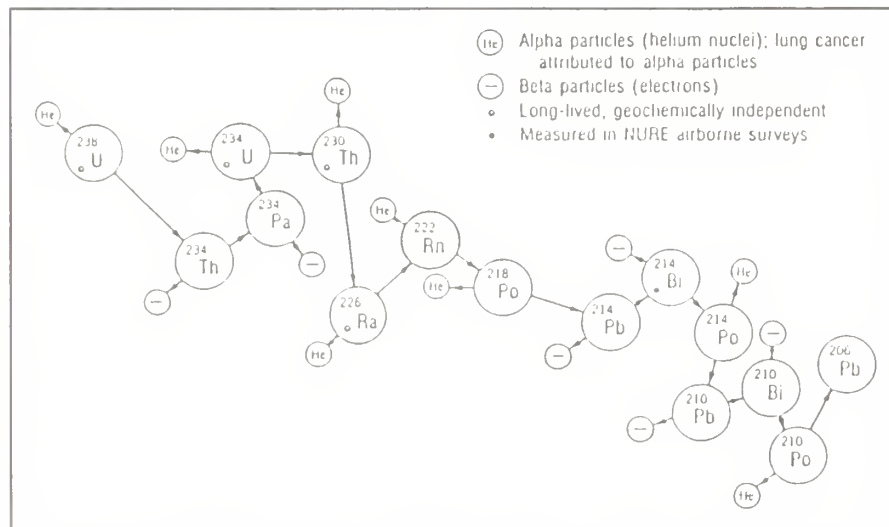 He Alpha particles (helium nuclei); lung cancer
attributed to alpha particles
− Beta particles (electrons)
Long-lived, geochemically independent
Measured in NURE airborne surveys
He
238 U
He
234 U
He
230 Th
234 Th
−
234 Pa
−
226 Ra
He
He
222 Rn
218 Po
He
214 Pb
−
−
214 Bi
214 Po
He
210 Pb
−
210 Bi
−
210 Po
He
206 Pb